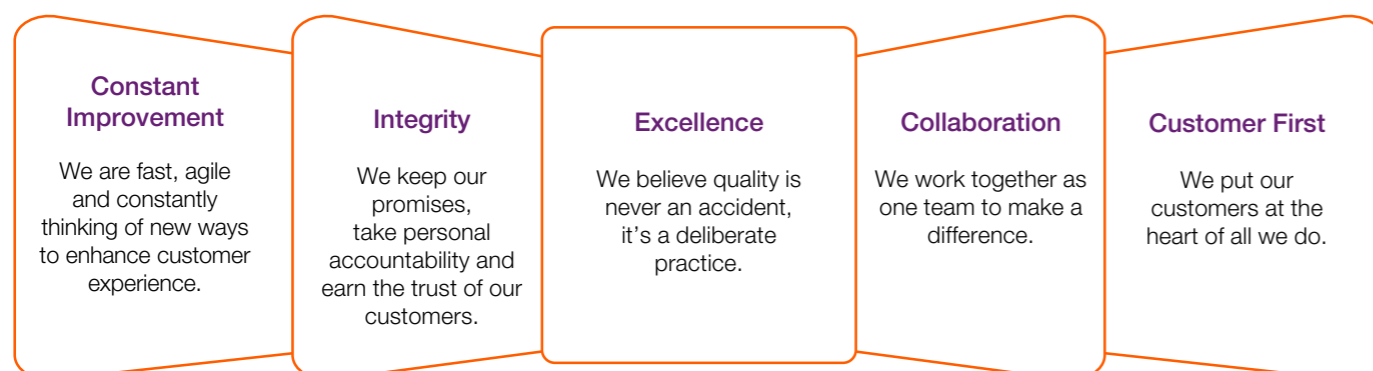 Constant
Improvement
We are fast, agile
and constantly
thinking of new ways
to enhance customer
experience.
Integrity
We keep our
promises,
take personal
accountability and
earn the trust of our
customers.
Excellence
We believe quality is
never an accident,
it’s a deliberate
practice.
Collaboration
We work together as
one team to make a
difference.
Customer First
We put our
customers at the
heart of all we do.